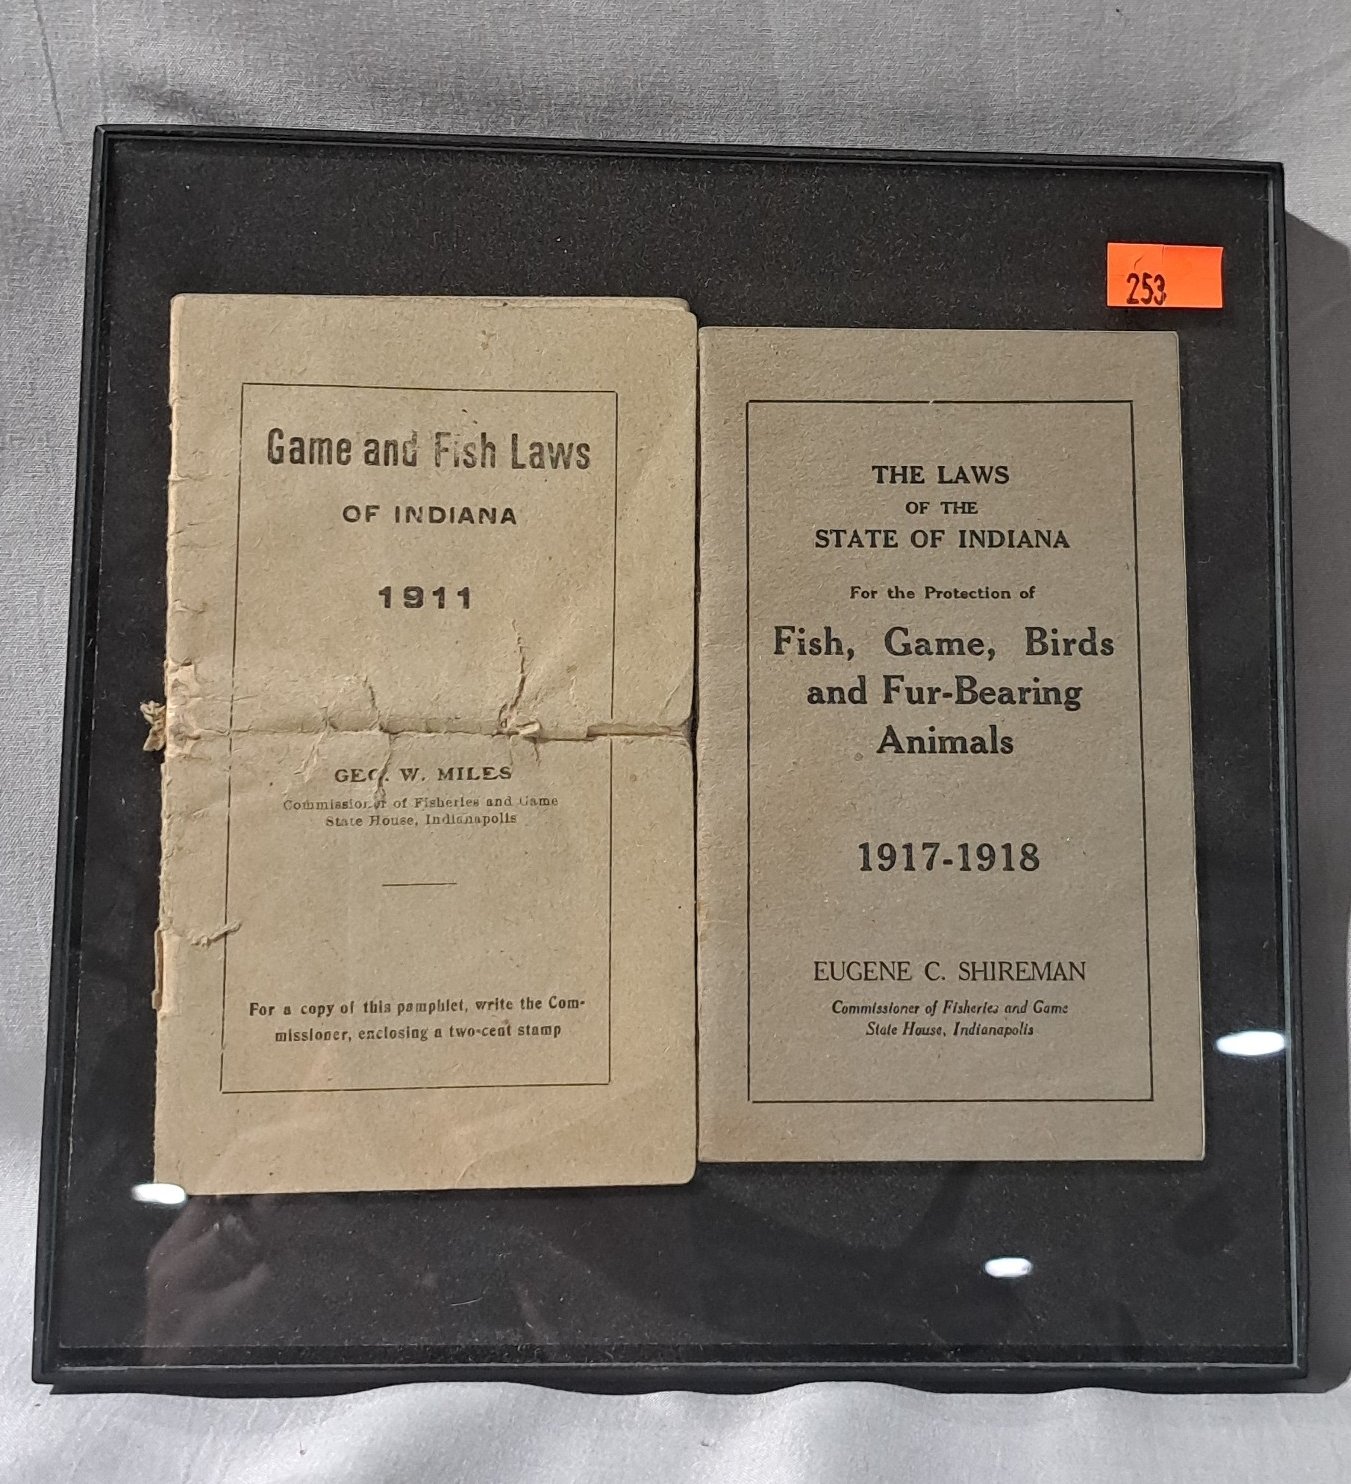 253
Game and Fish Laws
OF INDIANA
1911
GEO. W. MILES
Commissioner of Fisheries and Game
State House, Indianapolis
For a copy of this pamphlet, write the Com-
missioner, enclosing a two-cent stamp
THE LAWS
OF THE
STATE OF INDIANA
For the Protection of
Fish, Game, Birds
and Fur-Bearing
Animals
1917-1918
EUGENE C. SHIREMAN
Commissioner of Fisheries and Game
State House, Indianapolis